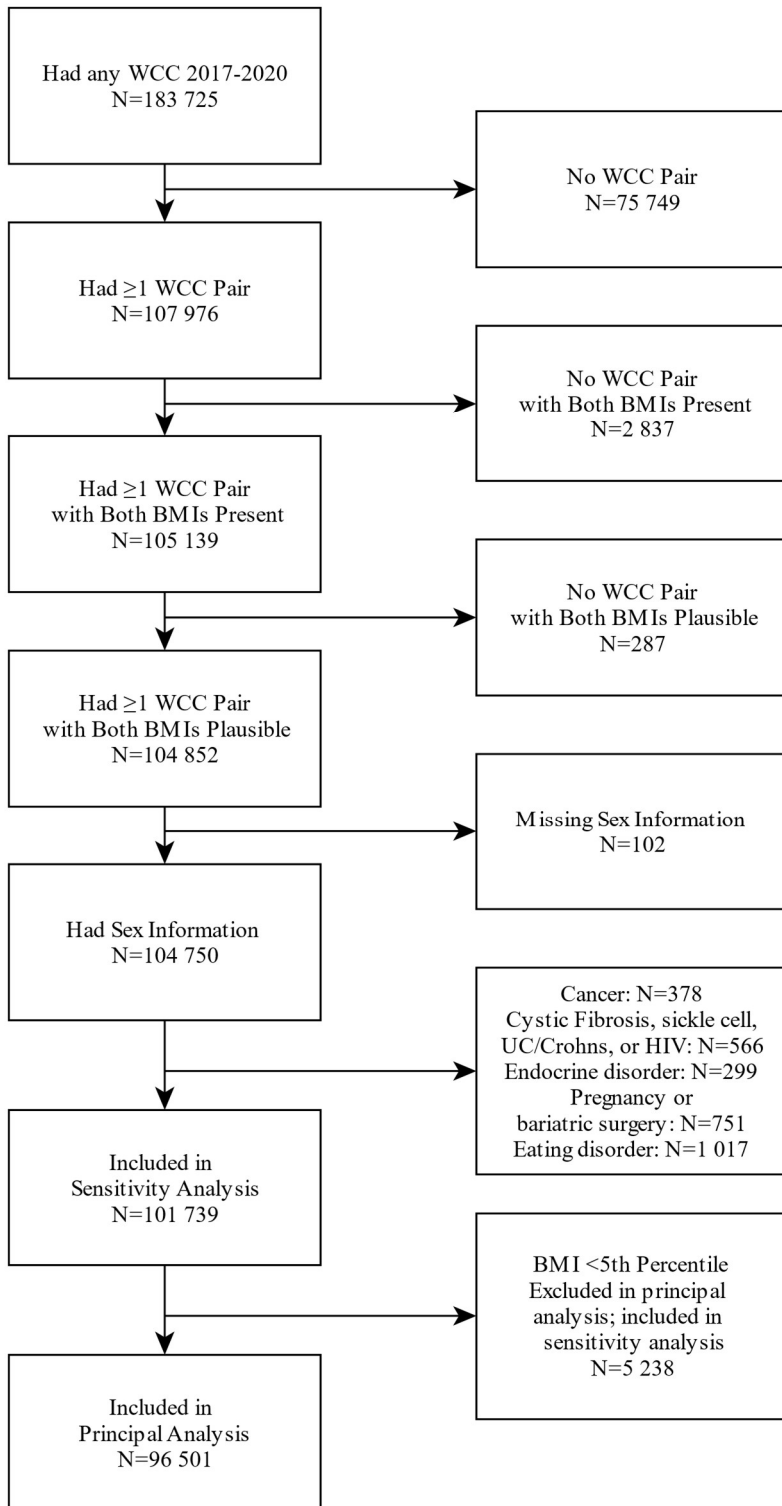 Had any WCC 2017-2020
N=183 725
No WCC Pair
N=75 749
Had ≥1 WCC Pair
N=107 976
No WCC Pair
with Both BMIs Present
N=2 837
Had ≥1 WCC Pair
with Both BMIs Present
N=105 139
No WCC Pair
with Both BMIs Plausible
N=287
Had ≥1 WCC Pair
with Both BMIs Plausible
N=104 852
Missing Sex Information
N=102
Had Sex Information
N=104 750
Cancer: N=378
Cystic Fibrosis, sickle cell,
UC/Crohns, or HIV: N=566
Endocrine disorder: N=299
Pregnancy or
bariatric surgery: N=751
Eating disorder: N=1 017
Included in
Sensitivity Analysis
N=101 739
BMI <5th Percentile
Excluded in principal
analysis; included in
sensitivity analysis
N=5 238
Included in
Principal Analysis
N=96 501